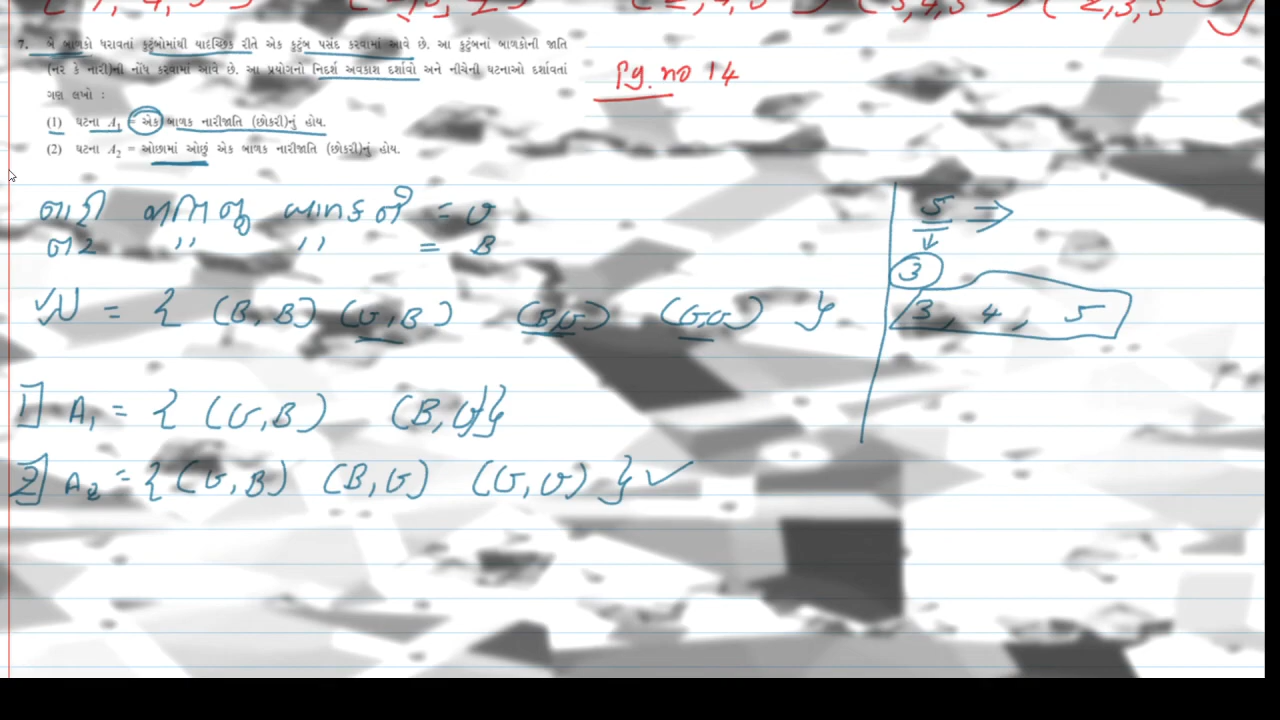 7. બે બાળકો ધરાવતાં કુટુંબોમાંથી યાદચ્છિક રીતે એક કુટુંબ પસંદ કરવામાં આવે છે. આ કુટુંબનાં બાળકોની જાતિ
(નર કે નારી)ની નોંધ કરવામાં આવે છે. આ પ્રયોગનો નિદર્શ અવકાશ દર્શાવો અને નીચેની ઘટનાઓ દર્શાવતાં
ગણ લખો :
Pg. no 14
(1) ઘટના A₁ = એક બાળક નારીજાતિ (છોકરી)નું હોય.
(2) ઘટના A₂ = ઓછામાં ઓછું એક બાળક નારીજાતિ (છોકરી)નું હોય.
નારી જાતિનું બાળક ની = G
નર " " = B
U = { (B, B) (G, B) (B, G) (G, G) }
1] A₁ = { (G, B) (B, G) }
2] A₂ = { (G, B) (B, G) (G, G) } ✓
5 ⇒
↓
3
3, 4, 5